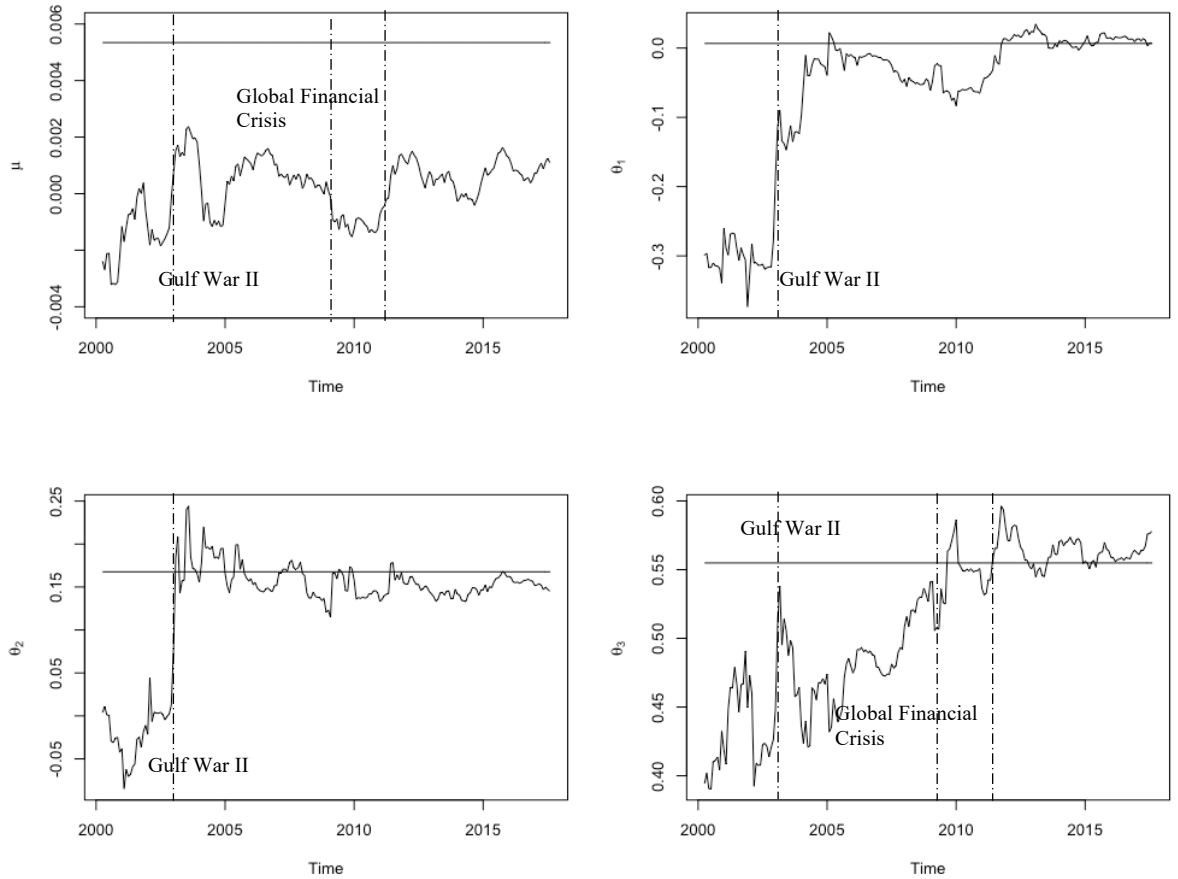 0.006
0.004
0.002
0.000
-0.004
μ
Global Financial
Crisis
Gulf War II
2000 2005 2010 2015
Time
0.0
-0.1
-0.2
-0.3
θ1
Gulf War II
2000 2005 2010 2015
Time
0.25
0.15
0.05
-0.05
θ2
Gulf War II
2000 2005 2010 2015
Time
0.60
0.55
0.50
0.45
0.40
θ3
Gulf War II
Global Financial
Crisis
2000 2005 2010 2015
Time